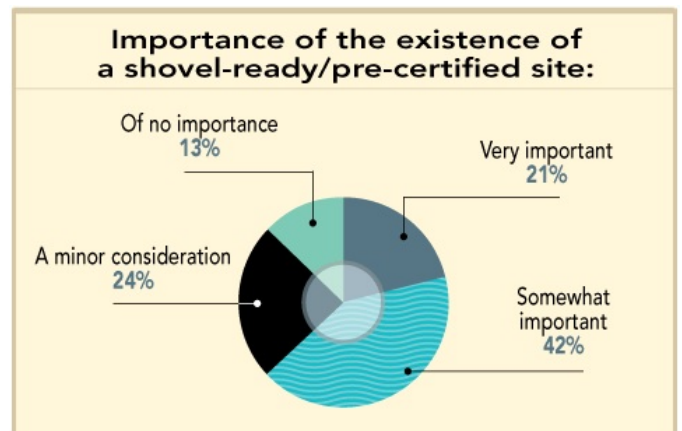 Importance of the existence of
a shovel-ready/pre-certified site:
Of no importance
13%
Very important
21%
A minor consideration
24%
Somewhat
important
42%